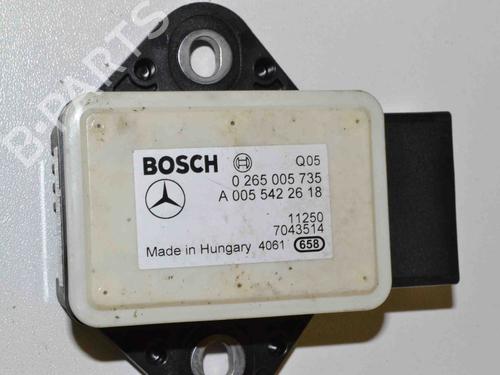 B-PARTS
BOSCH
Q05
0 265 005 735
A 005 542 26 18
11250
7043514
Made in Hungary 4061 658